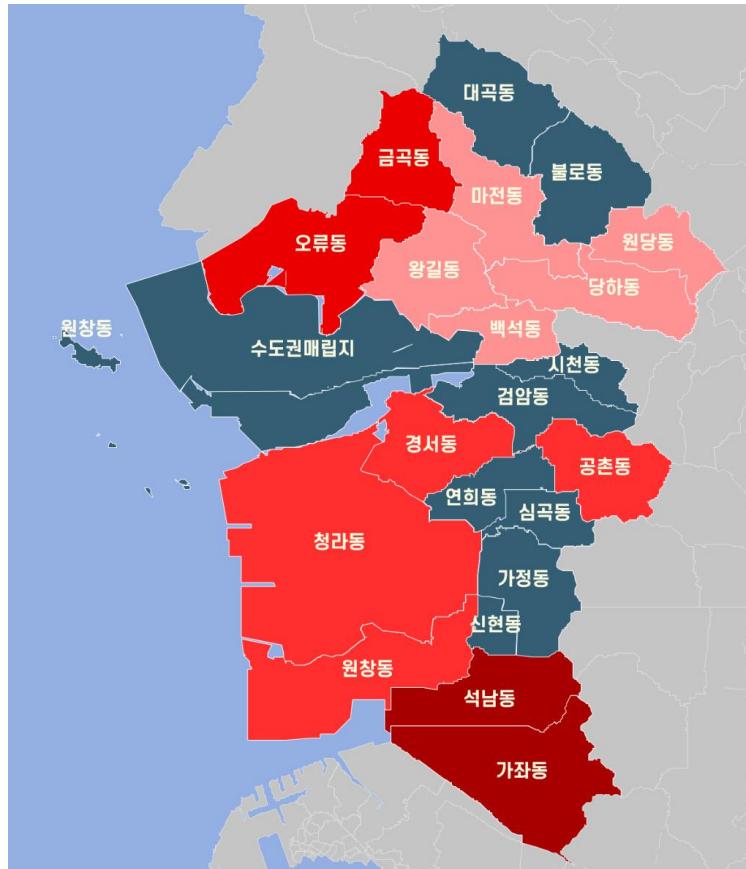 대곡동
금곡동
불로동
마전동
원당동
오류동
왕길동
당하동
백석동
원창동
수도권매립지
시천동
검암동
경서동
공촌동
연희동
심곡동
청라동
가정동
신현동
원창동
석남동
가좌동